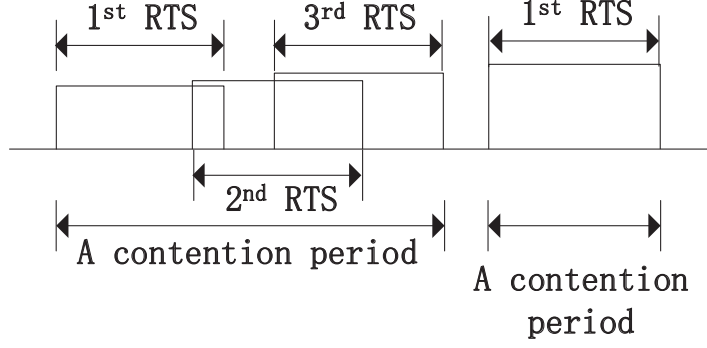 1st RTS
3rd RTS
1st RTS
2nd RTS
A contention period
A contention
period